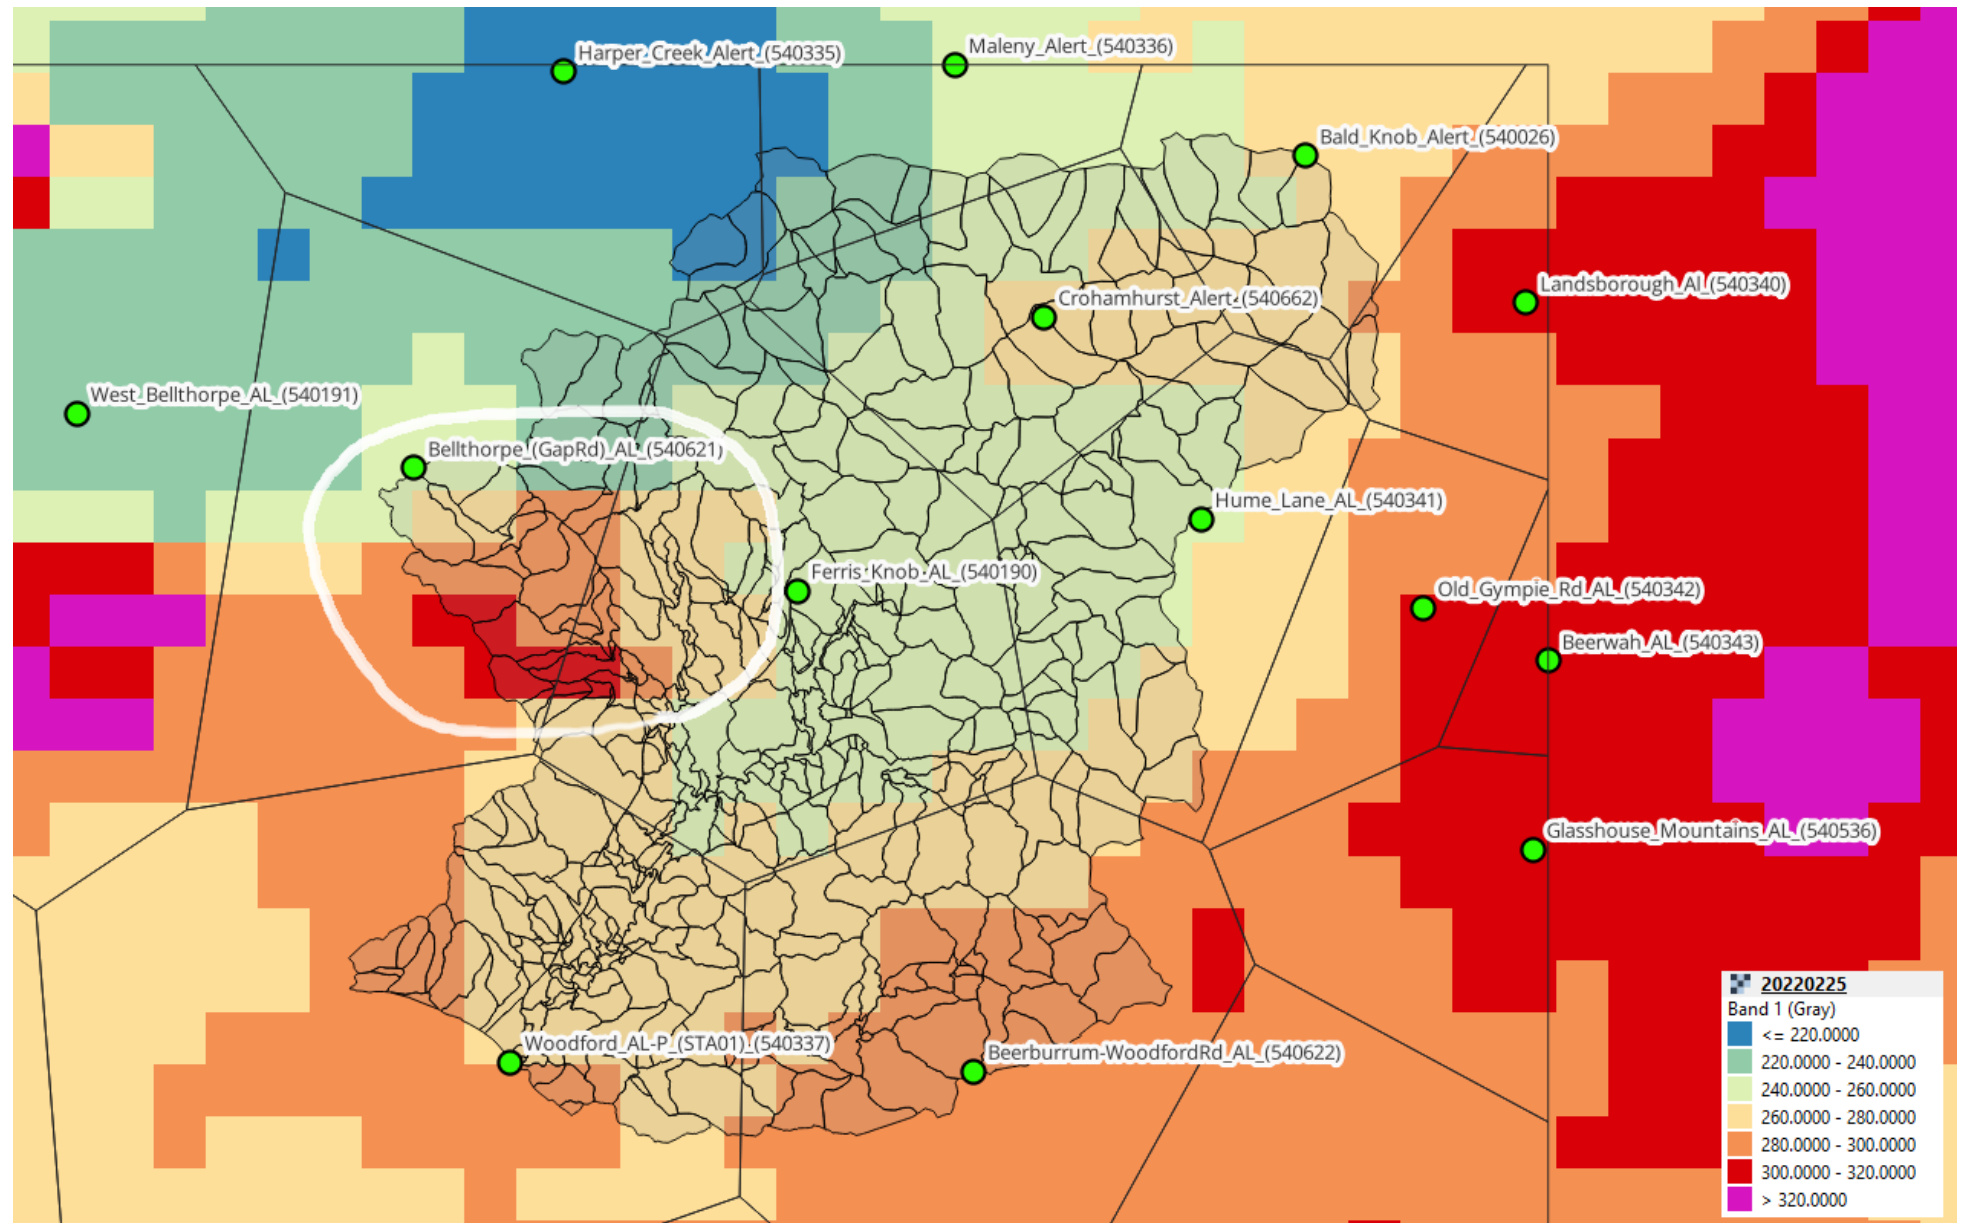 Harper_Creek_Alert_(540335)
Maleny_Alert_(540336)
Bald_Knob_Alert_(540026)
Landsborough_Al_(540340)
Crohamhurst_Alert_(540662)
West_Bellthorpe_AL_(540191)
Bellthorpe_(GapRd)_AL_(540621)
Hume_Lane_AL_(540341)
Ferris_Knob_AL_(540190)
Old_Gympie_Rd_AL_(540342)
Beerwah_AL_(540343)
Glasshouse_Mountains_AL_(540536)
Woodford_AL-P_(STA01)_(540337)
Beerburrum-WoodfordRd_AL_(540622)
20220225
Band 1 (Gray)
<= 220.0000
220.0000 - 240.0000
240.0000 - 260.0000
260.0000 - 280.0000
280.0000 - 300.0000
300.0000 - 320.0000
> 320.0000